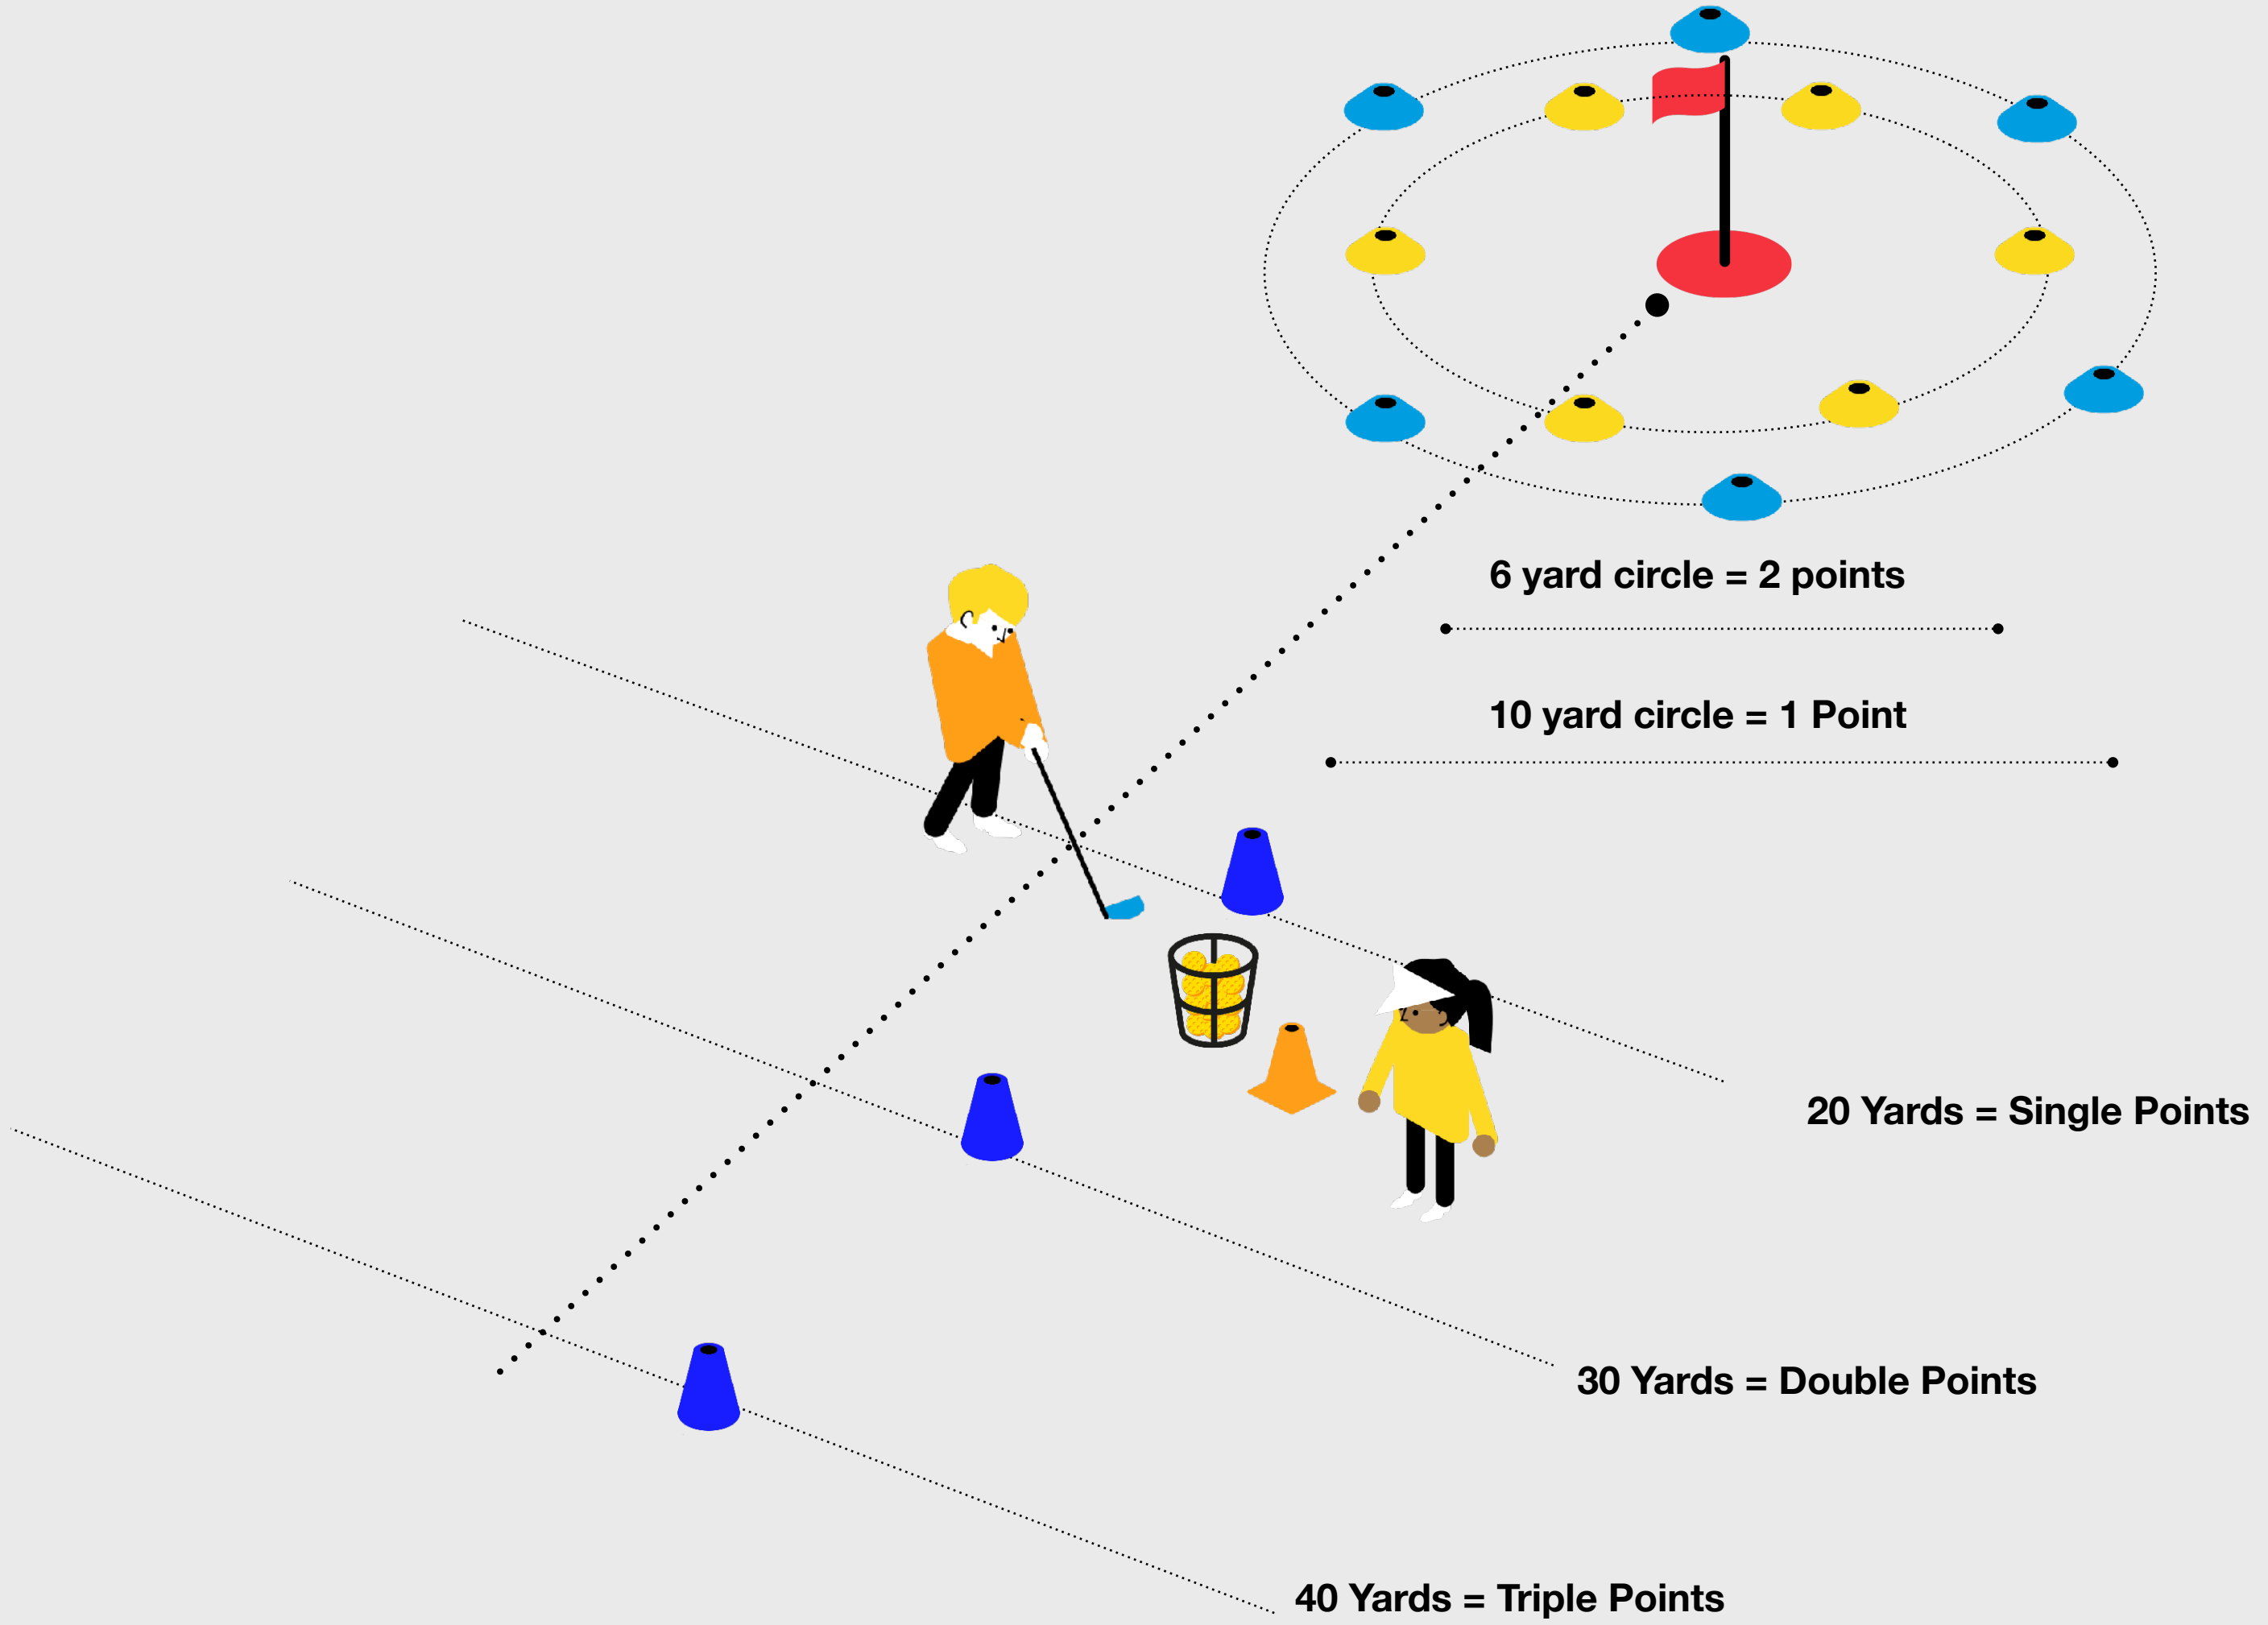 6 yard circle = 2 points
10 yard circle = 1 Point
20 Yards = Single Points
30 Yards = Double Points
40 Yards = Triple Points